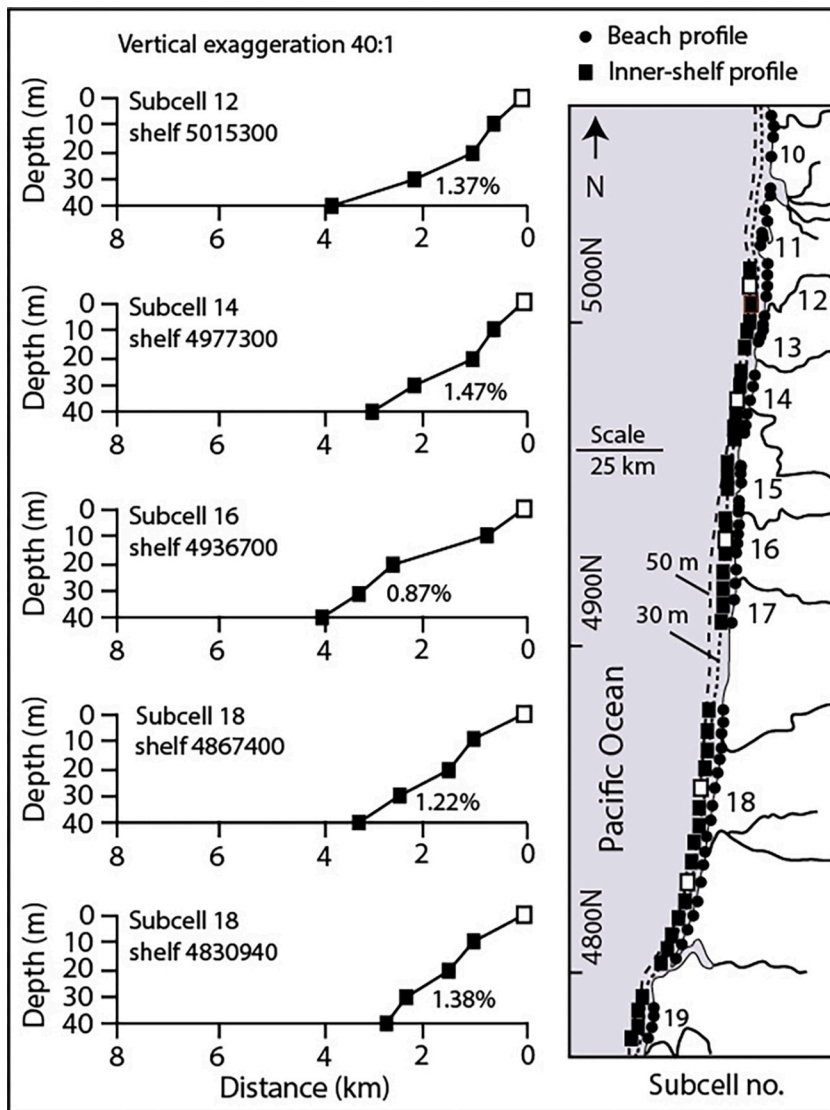 Vertical exaggeration 40:1
Depth (m)
0
10
20
30
40
Subcell 12
shelf 5015300
1.37%
8 6 4 2 0
Depth (m)
0
10
20
30
40
Subcell 14
shelf 4977300
1.47%
8 6 4 2 0
Depth (m)
0
10
20
30
40
Subcell 16
shelf 4936700
0.87%
8 6 4 2 0
Depth (m)
0
10
20
30
40
Subcell 18
shelf 4867400
1.22%
8 6 4 2 0
Depth (m)
0
10
20
30
40
Subcell 18
shelf 4830940
1.38%
8 6 4 2 0
Distance (km)
Beach profile
Inner-shelf profile
N
10
11
5000N
12
13
14
Scale
25 km
15
16
50 m
4900N
17
30 m
Pacific Ocean
18
4800N
19
Subcell no.